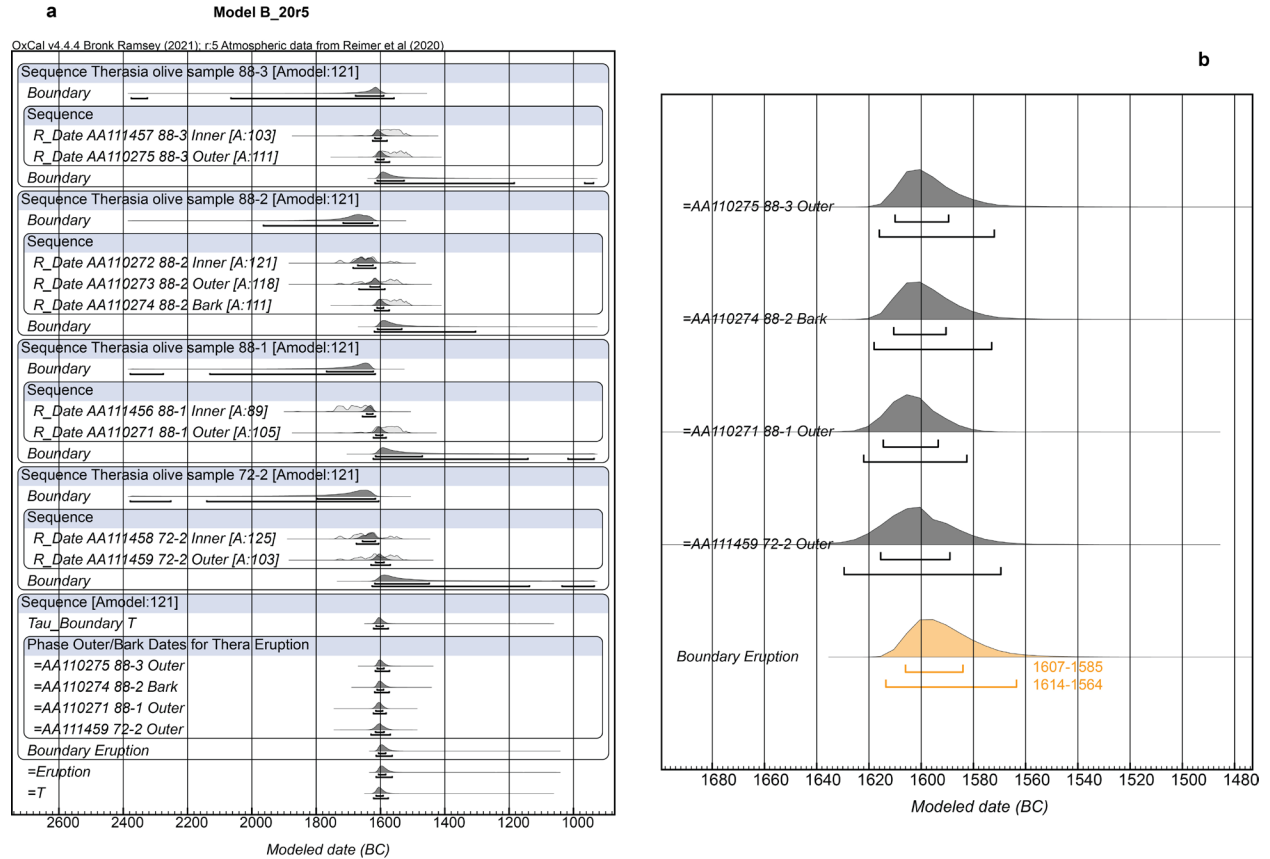 a
Model B_20r5
OxCal v4.4.4 Bronk Ramsey (2021); r:5 Atmospheric data from Reimer et al (2020)
Sequence Therasia olive sample 88-3 [Amodel:121]
Boundary
Sequence
R_Date AA111457 88-3 Inner [A:103]
R_Date AA110275 88-3 Outer [A:111]
Boundary
Sequence Therasia olive sample 88-2 [Amodel:121]
Boundary
Sequence
R_Date AA110272 88-2 Inner [A:121]
R_Date AA110273 88-2 Outer [A:118]
R_Date AA110274 88-2 Bark [A:111]
Boundary
Sequence Therasia olive sample 88-1 [Amodel:121]
Boundary
Sequence
R_Date AA111456 88-1 Inner [A:89]
R_Date AA110271 88-1 Outer [A:105]
Boundary
Sequence Therasia olive sample 72-2 [Amodel:121]
Boundary
Sequence
R_Date AA111458 72-2 Inner [A:125]
R_Date AA111459 72-2 Outer [A:103]
Boundary
Sequence [Amodel:121]
Tau_Boundary T
Phase Outer/Bark Dates for Thera Eruption
=AA110275 88-3 Outer
=AA110274 88-2 Bark
=AA110271 88-1 Outer
=AA111459 72-2 Outer
Boundary Eruption
=Eruption
=T
2600 2400 2200 2000 1800 1600 1400 1200 1000
Modeled date (BC)
b
=AA110275 88-3 Outer
=AA110274 88-2 Bark
=AA110271 88-1 Outer
=AA111459 72-2 Outer
Boundary Eruption
1607-1585
1614-1564
1680 1660 1640 1620 1600 1580 1560 1540 1520 1500 1480
Modeled date (BC)